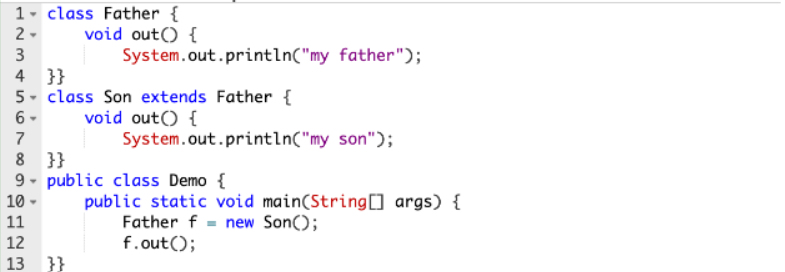 1 class Father {
2 void out() {
3 System.out.println("my father");
4 }}
5 class Son extends Father {
6 void out() {
7 System.out.println("my son");
8 }}
9 public class Demo {
10 public static void main(String[] args) {
11 Father f = new Son();
12 f.out();
13 }}